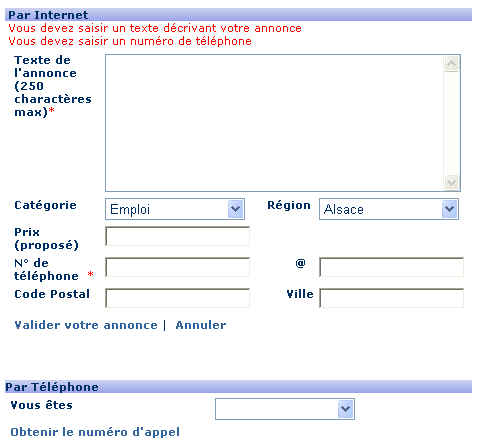 Par Internet
Vous devez saisir un texte décrivant votre annonce
Vous devez saisir un numéro de téléphone
Texte de
l'annonce
(250
charactères
max)*
Catégorie Emploi Région Alsace
Prix
(proposé)
N° de
téléphone * @
Code Postal Ville
Valider votre annonce | Annuler
Par Téléphone
Vous êtes
Obtenir le numéro d'appel